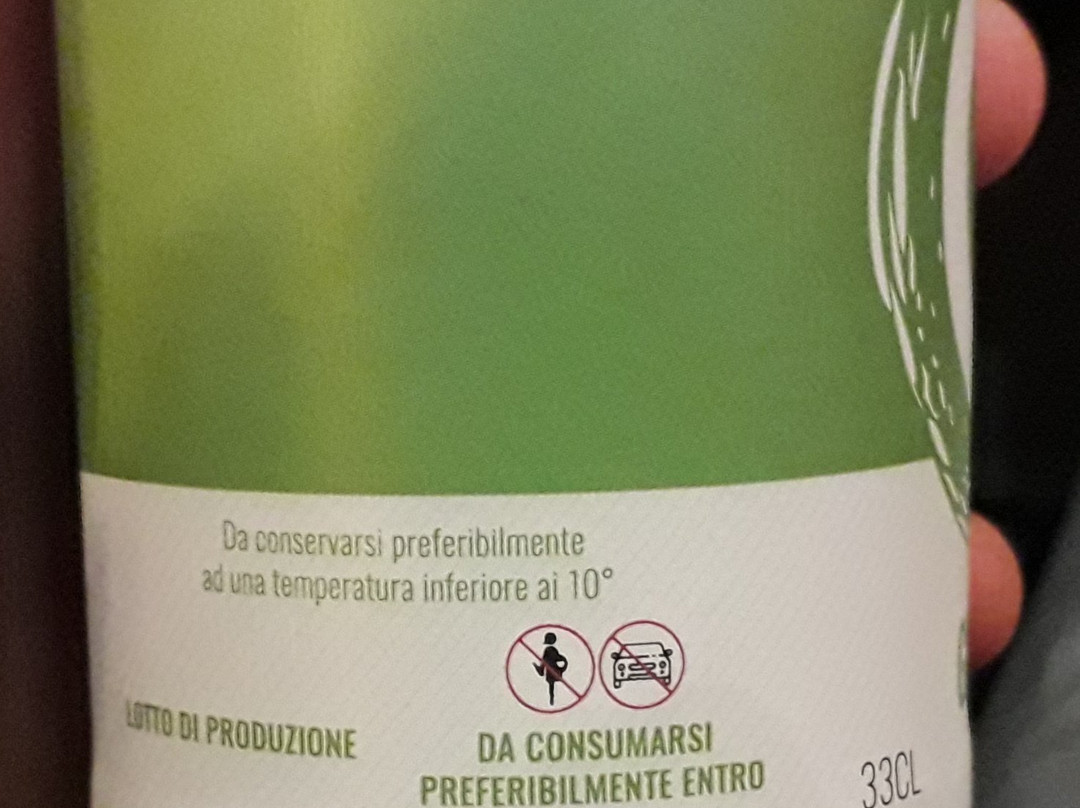 Da conservarsi preferibilmente
ad una temperatura inferiore ai 10°
LOTTO DI PRODUZIONE
DA CONSUMARSI
PREFERIBILMENTE ENTRO
33CL